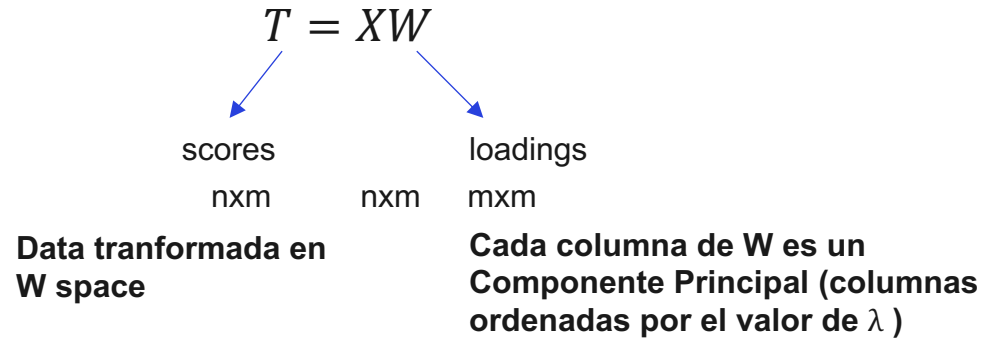 T = XW
scores loadings
nxm nxm mxm
Data tranformada en
W space
Cada columna de W es un
Componente Principal (columnas
ordenadas por el valor de λ )